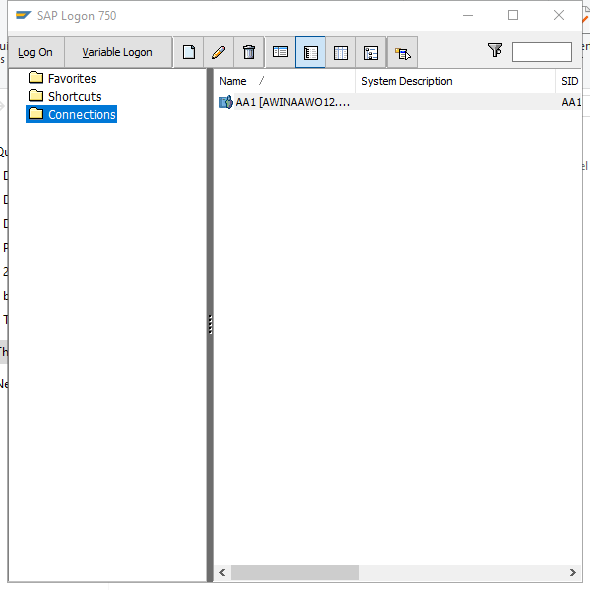 SAP Logon 750
Log On
Variable Logon
Favorites
Shortcuts
Connections
Name / System Description SID
AA1 [AWINAAWO12.... AA1